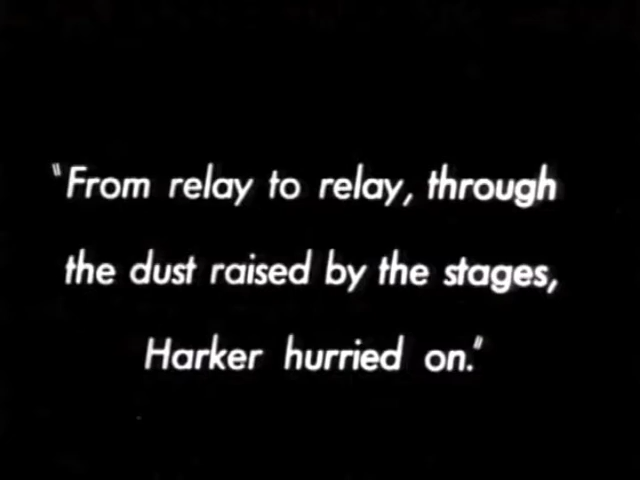 "From relay to relay, through
the dust raised by the stages,
Harker hurried on."